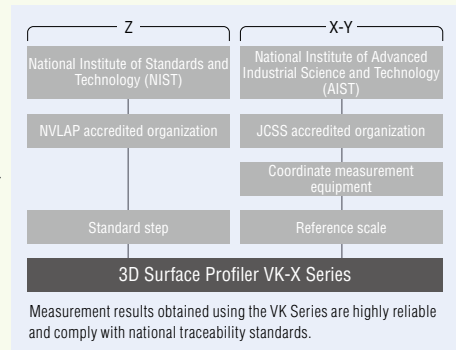 Z
National Institute of Standards and
Technology (NIST)
NVLAP accredited organization
Standard step
X-Y
National Institute of Advanced
Industrial Science and Technology
(AIST)
JCSS accredited organization
Coordinate measurement
equipment
Reference scale
3D Surface Profiler VK-X Series
Measurement results obtained using the VK Series are highly reliable
and comply with national traceability standards.